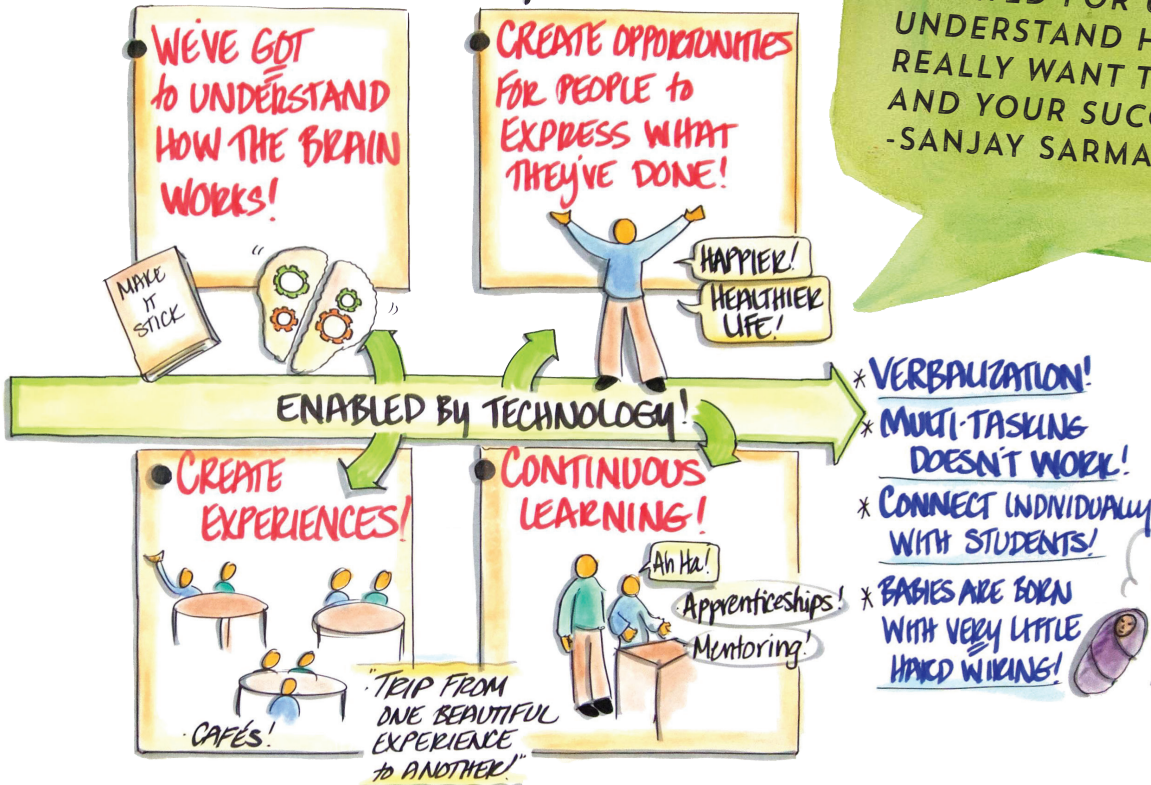 WE'VE GOT
to UNDERSTAND
HOW THE BRAIN
WORKS!
MAKE
IT
STICK
CREATE OPPORTUNITIES
FOR PEOPLE to
EXPRESS WHAT
THEY'VE DONE!
HAPPIER!
HEALTHIER
LIFE!
FOR
UNDERSTAND
REALLY WANT
AND YOUR
-SANJAY SARMA
ENABLED BY TECHNOLOGY!
CREATE
EXPERIENCES!
CAFÉS!
"TRIP FROM
ONE BEAUTIFUL
EXPERIENCE
to ANOTHER!"
CONTINUOUS
LEARNING!
Ah Ha!
Apprenticeships!
Mentoring!
* VERBALIZATION!
* MULTI-TASKING
DOESN'T WORK!
* CONNECT INDIVIDUALLY
WITH STUDENTS!
* BABIES ARE BORN
WITH VERY LITTLE
HARD WIRING!